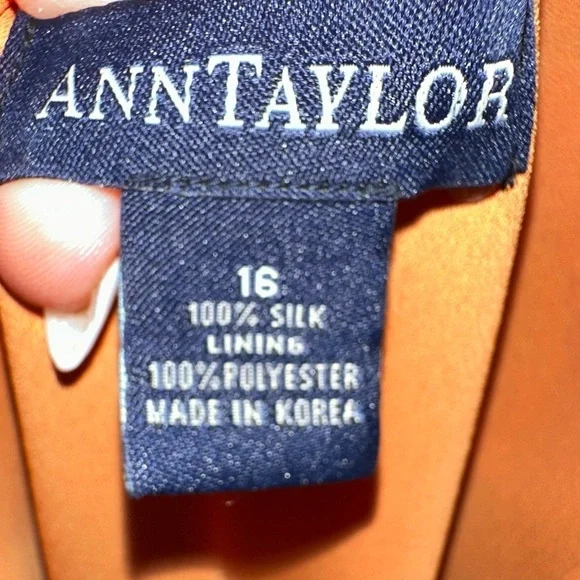 ANNTAYLOR
16
100% SILK
LINING
100% POLYESTER
MADE IN KOREA